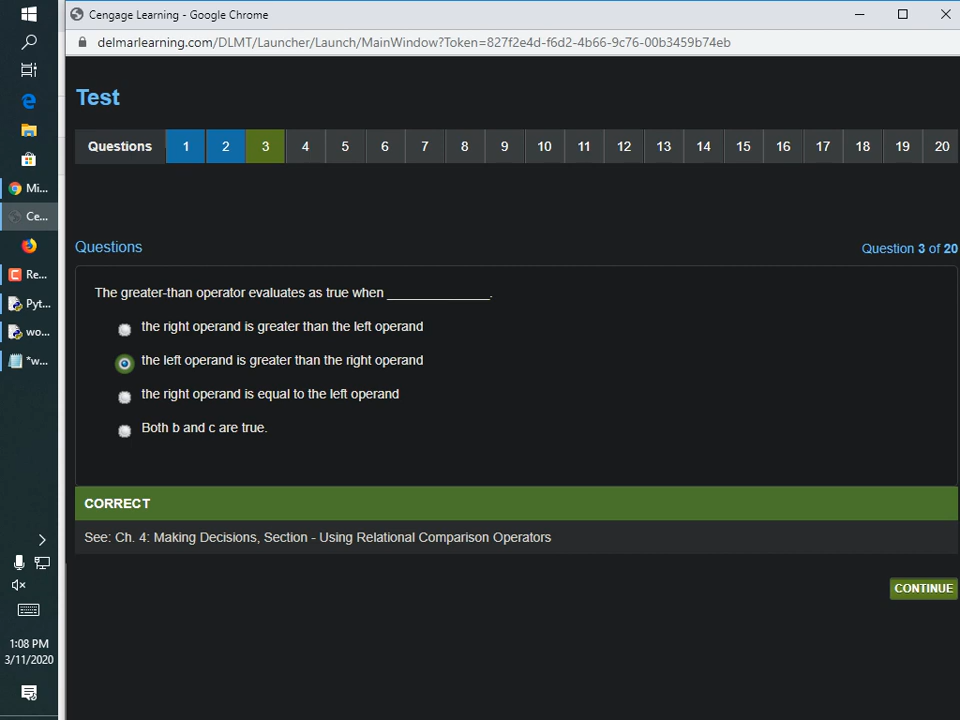 Cengage Learning - Google Chrome
delmarlearning.com/DLMT/Launcher/Launch/MainWindow?Token=827f2e4d-f6d2-4b66-9c76-00b3459b74eb
Test
Questions 1 2 3 4 5 6 7 8 9 10 11 12 13 14 15 16 17 18 19 20
Mi...
Ce...
Re...
Pyt...
wo...
*w...
Questions
Question 3 of 20
The greater-than operator evaluates as true when ______________.
the right operand is greater than the left operand
the left operand is greater than the right operand
the right operand is equal to the left operand
Both b and c are true.
CORRECT
See: Ch. 4: Making Decisions, Section - Using Relational Comparison Operators
CONTINUE
1:08 PM
3/11/2020